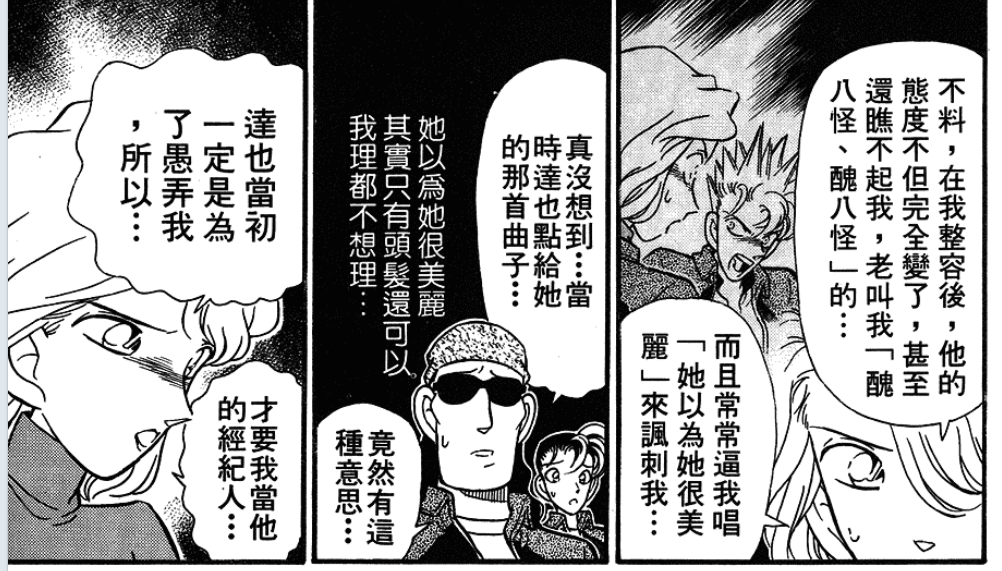 不料，在我整容後，他的
態度不但完全變了，甚至
還瞧不起我，老叫我「醜
八怪、醜八怪」的…
而且常常逼我唱
「她以為她很美
麗」來諷刺我…
真沒想到…當
時達也點給她
的那首曲子…
她以爲她很美麗
其實只有頭髮還可以。
我理都不想理…
竟然有這
種意思…
達也當初
一定是為
了愚弄我
，所以…
才要我當他
的經紀人…